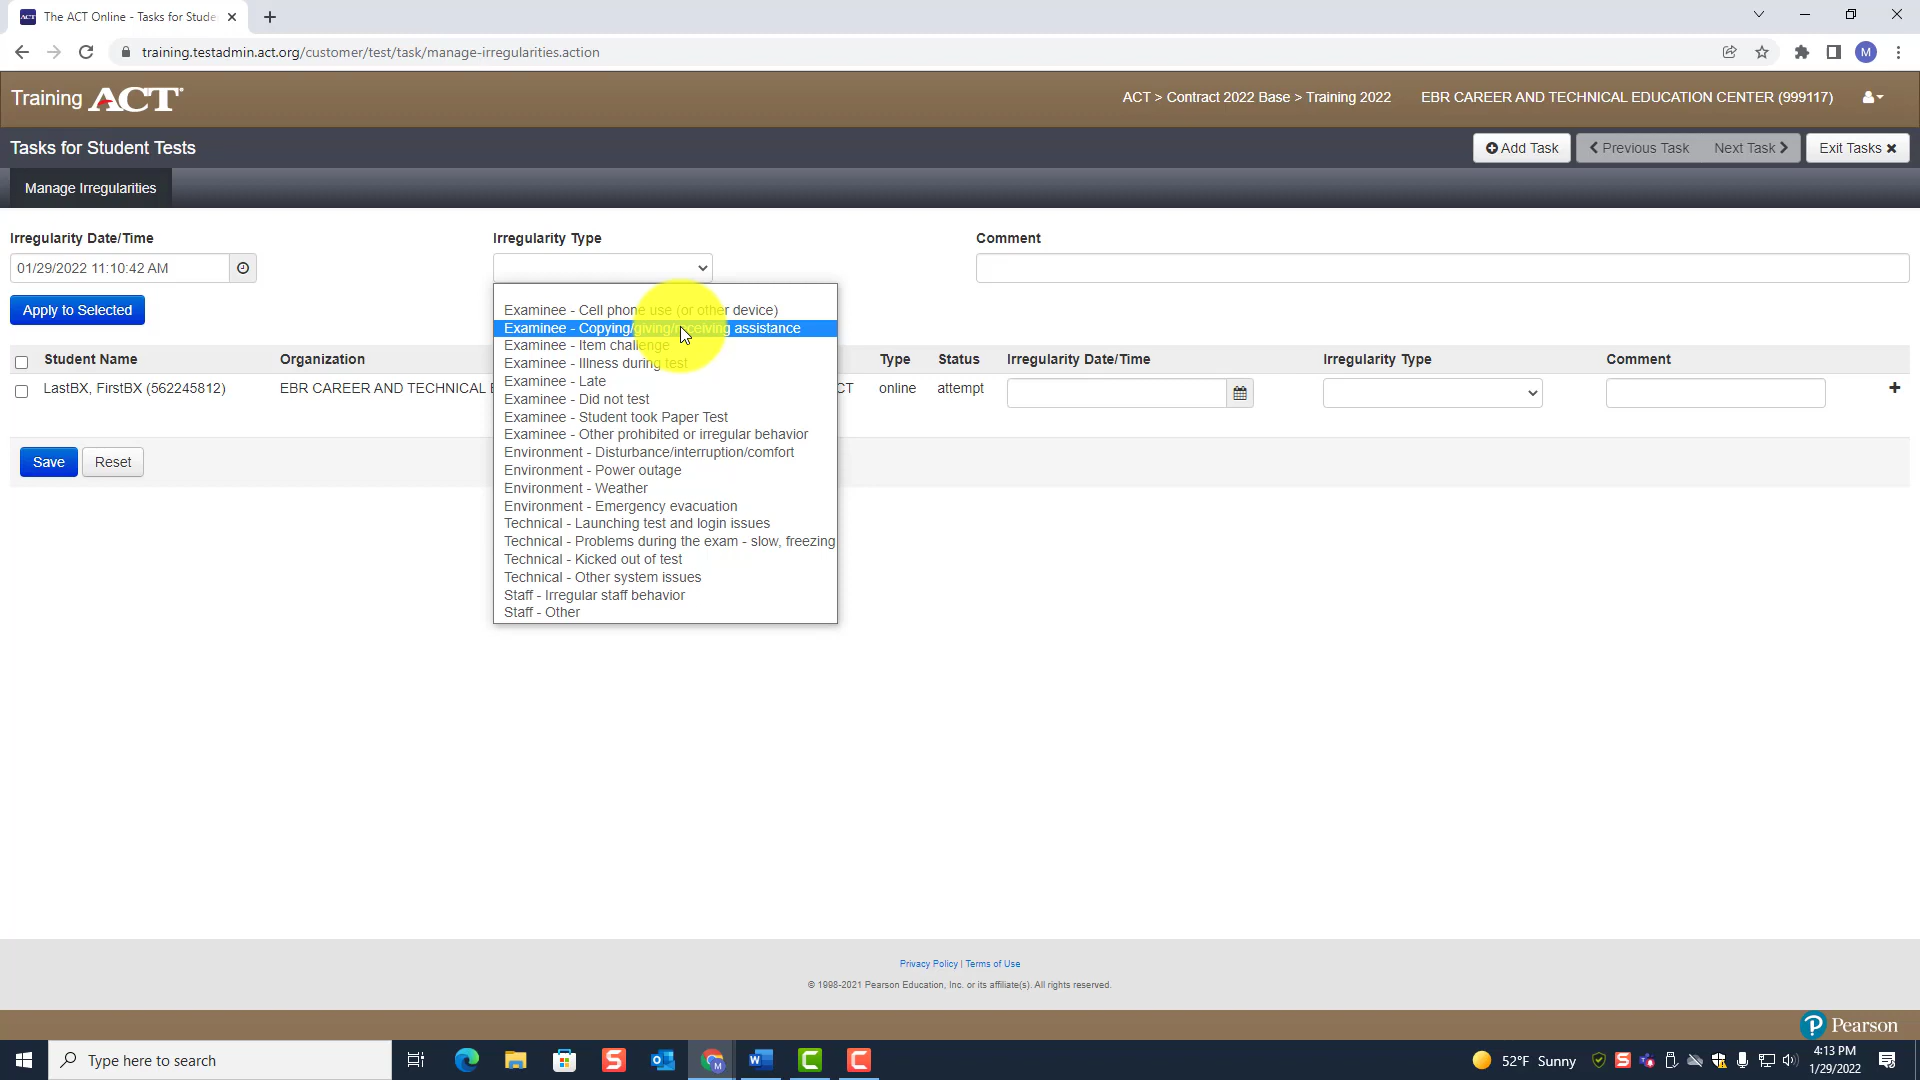 The ACT Online - Tasks for Stude
training.testadmin.act.org/customer/test/task/manage-irregularities.action
M
Training ACT
ACT > Contract 2022 Base > Training 2022
EBR CAREER AND TECHNICAL EDUCATION CENTER (999117)
Tasks for Student Tests
Add Task
Previous Task
Next Task
Exit Tasks
Manage Irregularities
Irregularity Date/Time
Irregularity Type
Comment
01/29/2022 11:10:42 AM
Apply to Selected
Examinee - Cell phone use (or other device)
Examinee - Copying/giving/receiving assistance
Examinee - Item challenge
Examinee - Illness during test
Examinee - Late
Examinee - Did not test
Examinee - Student took Paper Test
Examinee - Other prohibited or irregular behavior
Environment - Disturbance/interruption/comfort
Environment - Power outage
Environment - Weather
Environment - Emergency evacuation
Technical - Launching test and login issues
Technical - Problems during the exam - slow, freezing
Technical - Kicked out of test
Technical - Other system issues
Staff - Irregular staff behavior
Staff - Other
Student Name
Organization
Type
Status
Irregularity Date/Time
Irregularity Type
Comment
LastBX, FirstBX (562245812)
EBR CAREER AND TECHNICAL E
CT
online
attempt
Save
Reset
Privacy Policy | Terms of Use
© 1998-2021 Pearson Education, Inc. or its affiliate(s). All rights reserved.
Pearson
Type here to search
52°F Sunny
4:13 PM
1/29/2022